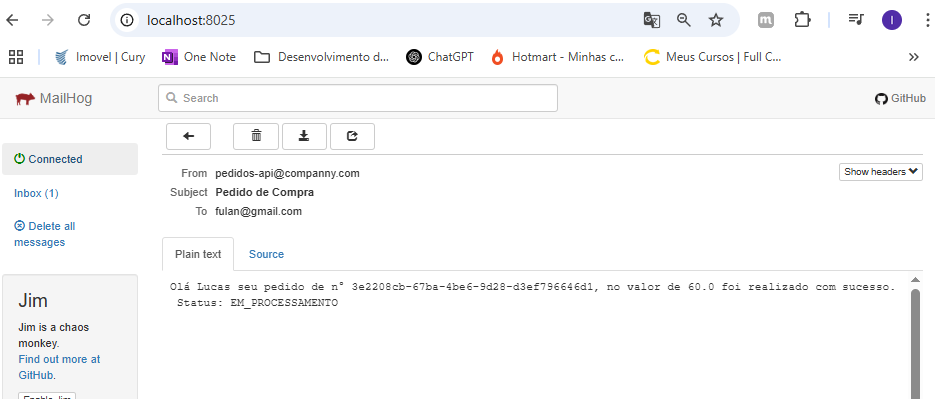 localhost:8025
Imovel | Cury
One Note
Desenvolvimento d...
ChatGPT
Hotmart - Minhas c...
Meus Cursos | Full C...
MailHog
Search
GitHub
Connected
Inbox (1)
Delete all
messages
Jim
Jim is a chaos
monkey.
Find out more at
GitHub.
Enable Jim
From pedidos-api@companny.com
Subject Pedido de Compra
To fulan@gmail.com
Show headers
Plain text
Source
Olá Lucas seu pedido de n° 3e2208cb-67ba-4be6-9d28-d3ef796646d1, no valor de 60.0 foi realizado com sucesso.
Status: EM_PROCESSAMENTO